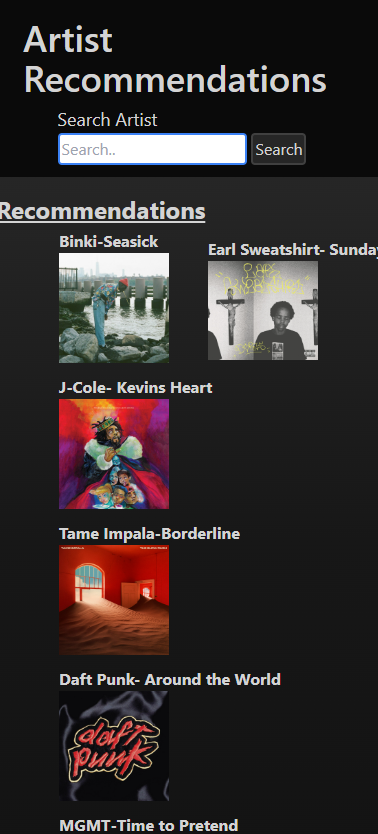 Artist
Recommendations
Search Artist
Search..
Search
Recommendations
Binki-Seasick
Earl Sweatshirt- Sunday
J-Cole- Kevins Heart
Tame Impala-Borderline
Daft Punk- Around the World
daft
punk
MGMT-Time to Pretend